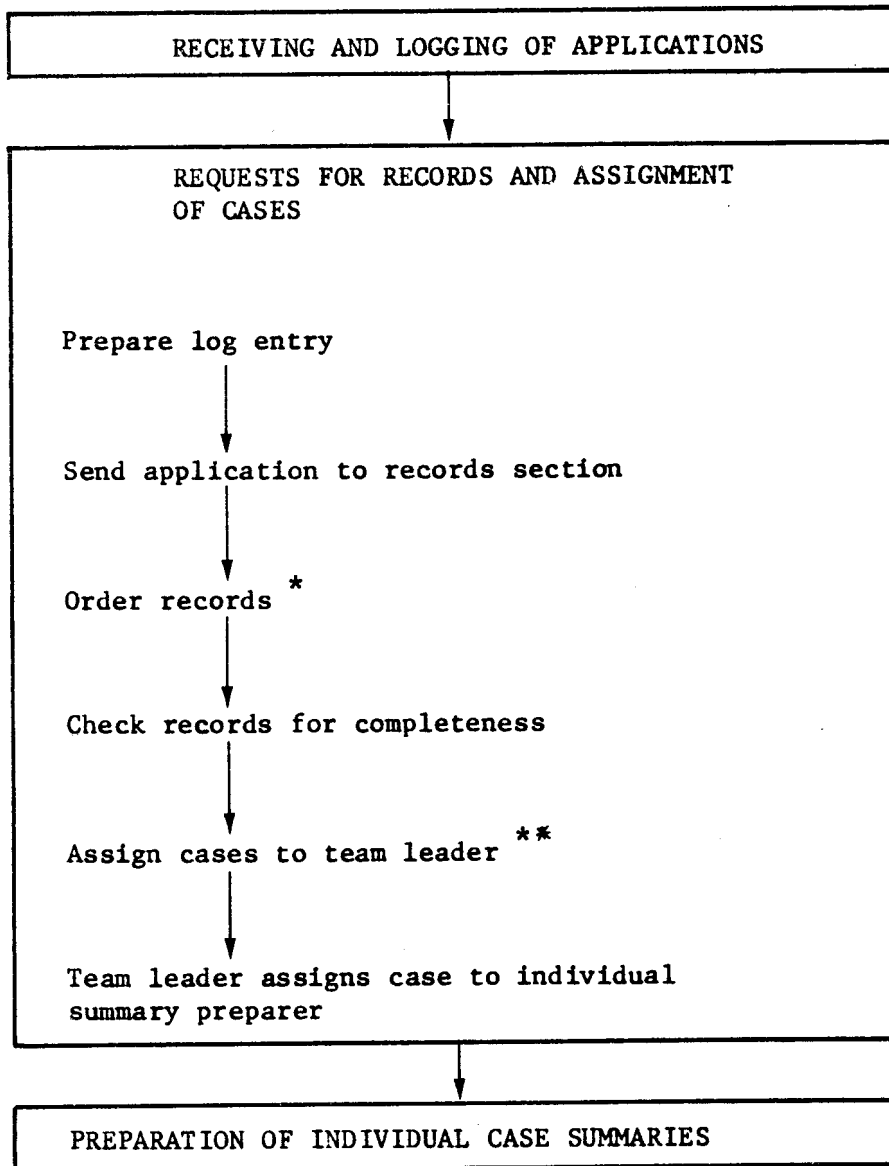 RECEIVING AND LOGGING OF APPLICATIONS
REQUESTS FOR RECORDS AND ASSIGNMENT
OF CASES
Prepare log entry
Send application to records section
Order records *
Check records for completeness
Assign cases to team leader **
Team leader assigns case to individual
summary preparer
PREPARATION OF INDIVIDUAL CASE SUMMARIES